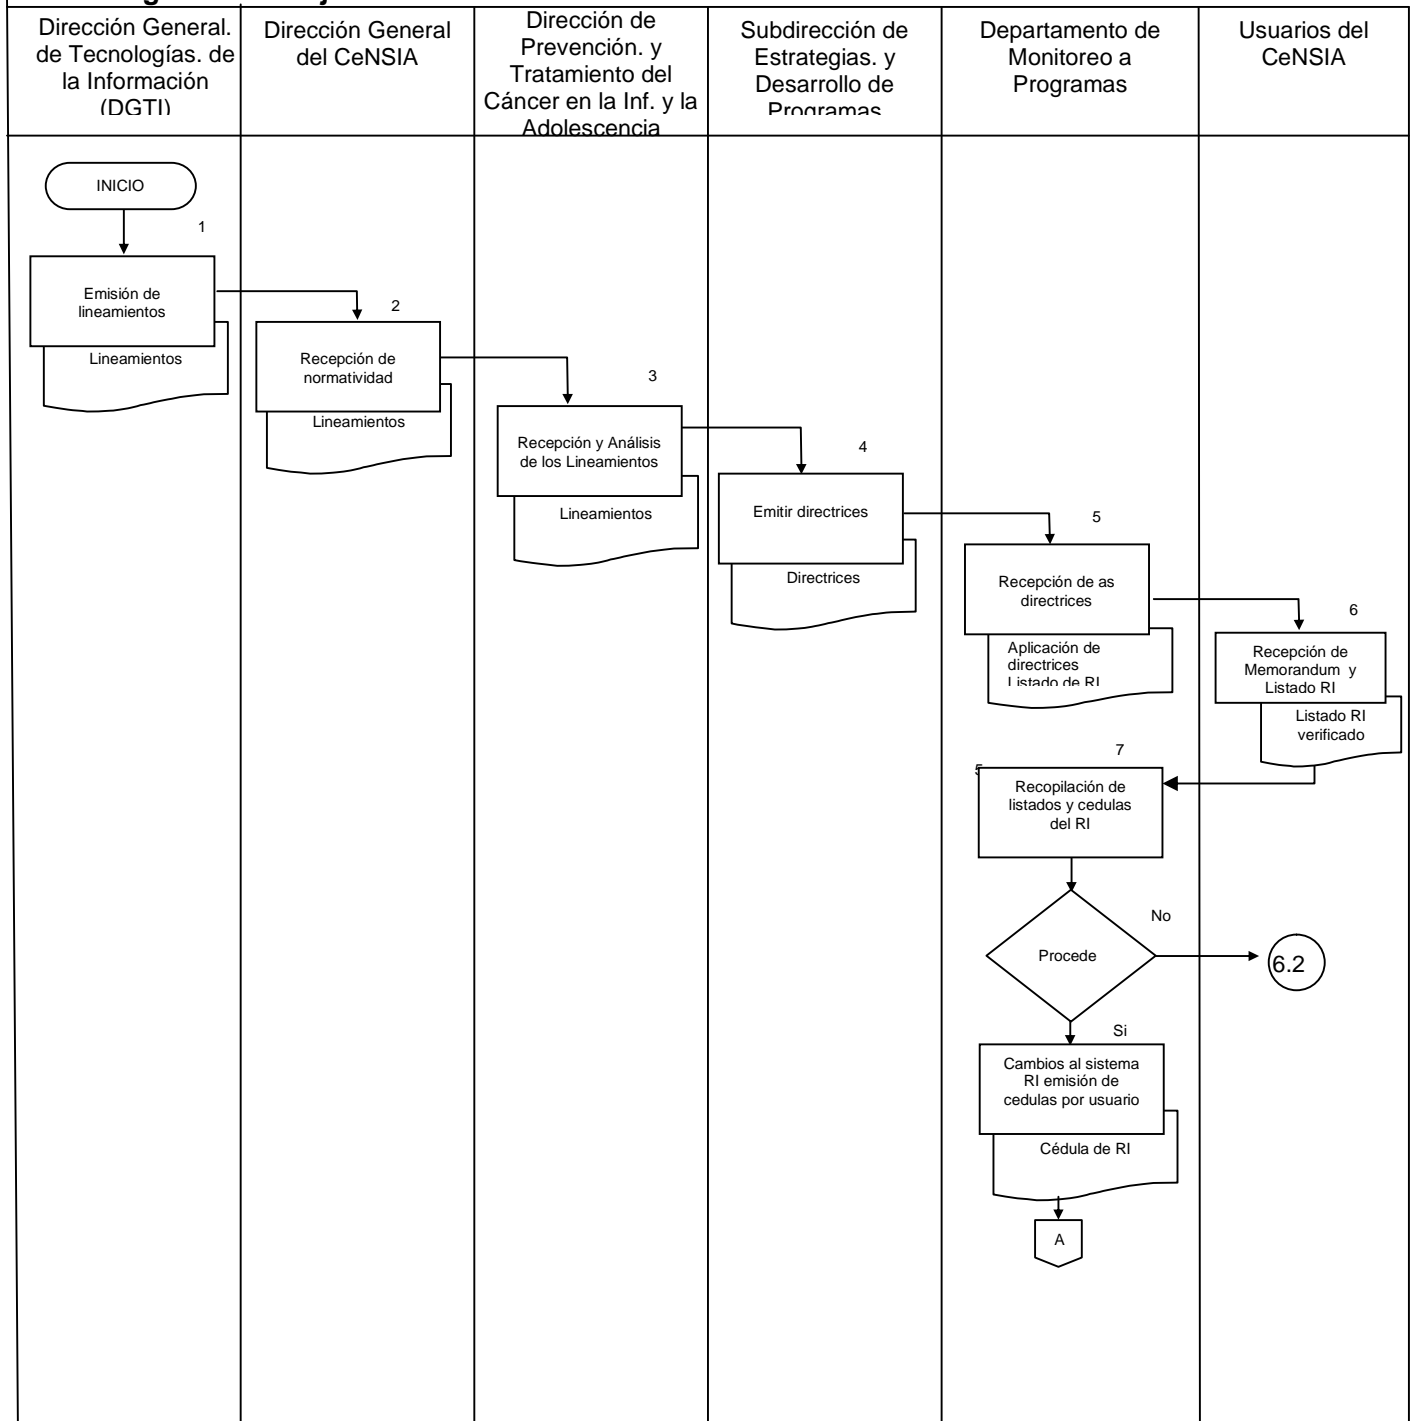 Dirección General.
de Tecnologías. de
la Información
(DGTI)
Dirección General
del CeNSIA
Dirección de
Prevención. y
Tratamiento del
Cáncer en la Inf. y la
Adolescencia
Subdirección de
Estrategias. y
Desarrollo de
Programas
Departamento de
Monitoreo a
Programas
Usuarios del
CeNSIA
INICIO
1
Emisión de
lineamientos
Lineamientos
2
Recepción de
normatividad
Lineamientos
3
Recepción y Análisis
de los Lineamientos
Lineamientos
4
Emitir directrices
Directrices
5
Recepción de as
directrices
Aplicación de
directrices
Listado de RI
6
Recepción de
Memorandum y
Listado RI
Listado RI
verificado
7
5
Recopilación de
listados y cedulas
del RI
Procede
No
6.2
Si
Cambios al sistema
RI emisión de
cedulas por usuario
Cédula de RI
A